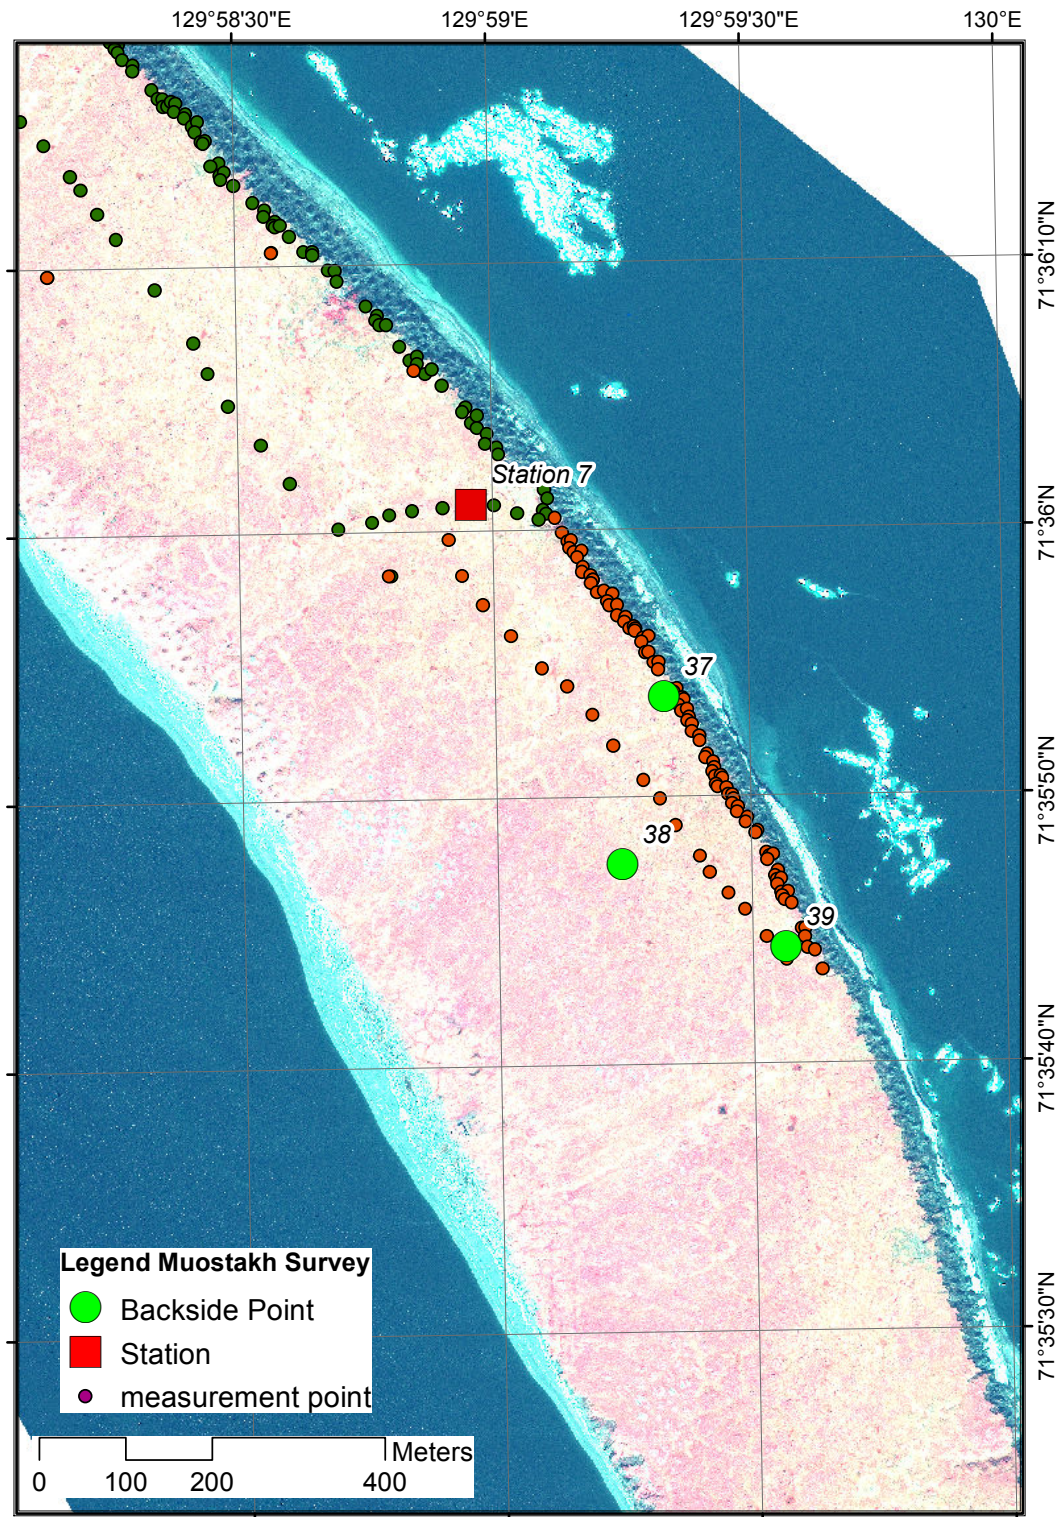 129°58'30"E 129°59'E 129°59'30"E 130°E
71°36'10"N
Station 7
71°36'N
37
71°35'50"N
38
39
71°35'40"N
71°35'30"N
Legend Muostakh Survey
Backside Point
Station
measurement point
Meters
0 100 200 400